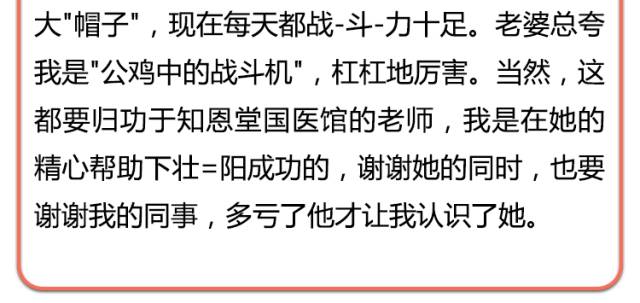 大"帽子"，现在每天都战-斗-力十足。老婆总夸
我是"公鸡中的战斗机"，杠杠地厉害。当然，这
都要归功于知恩堂国医馆的老师，我是在她的
精心帮助下壮=阳成功的，谢谢她的同时，也要
谢谢我的同事，多亏了他才让我认识了她。